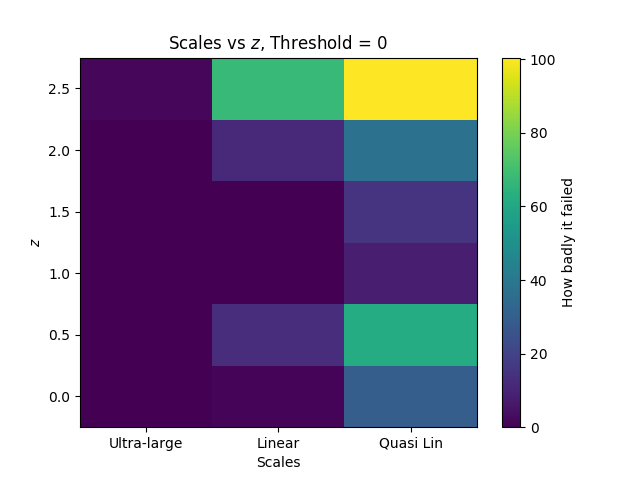 Scales vs z, Threshold = 0
2.5
2.0
1.5
1.0
0.5
0.0
z
Ultra-large Linear Quasi Lin
Scales
100
80
60
40
20
0
How badly it failed